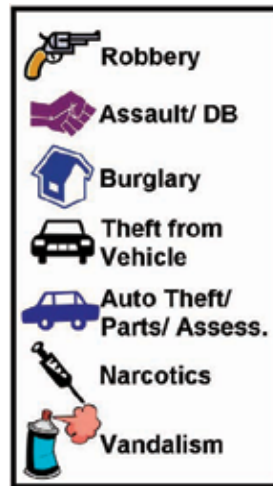 Robbery
Assault/ DB
Burglary
Theft from
Vehicle
Auto Theft/
Parts/ Assess.
Narcotics
Vandalism